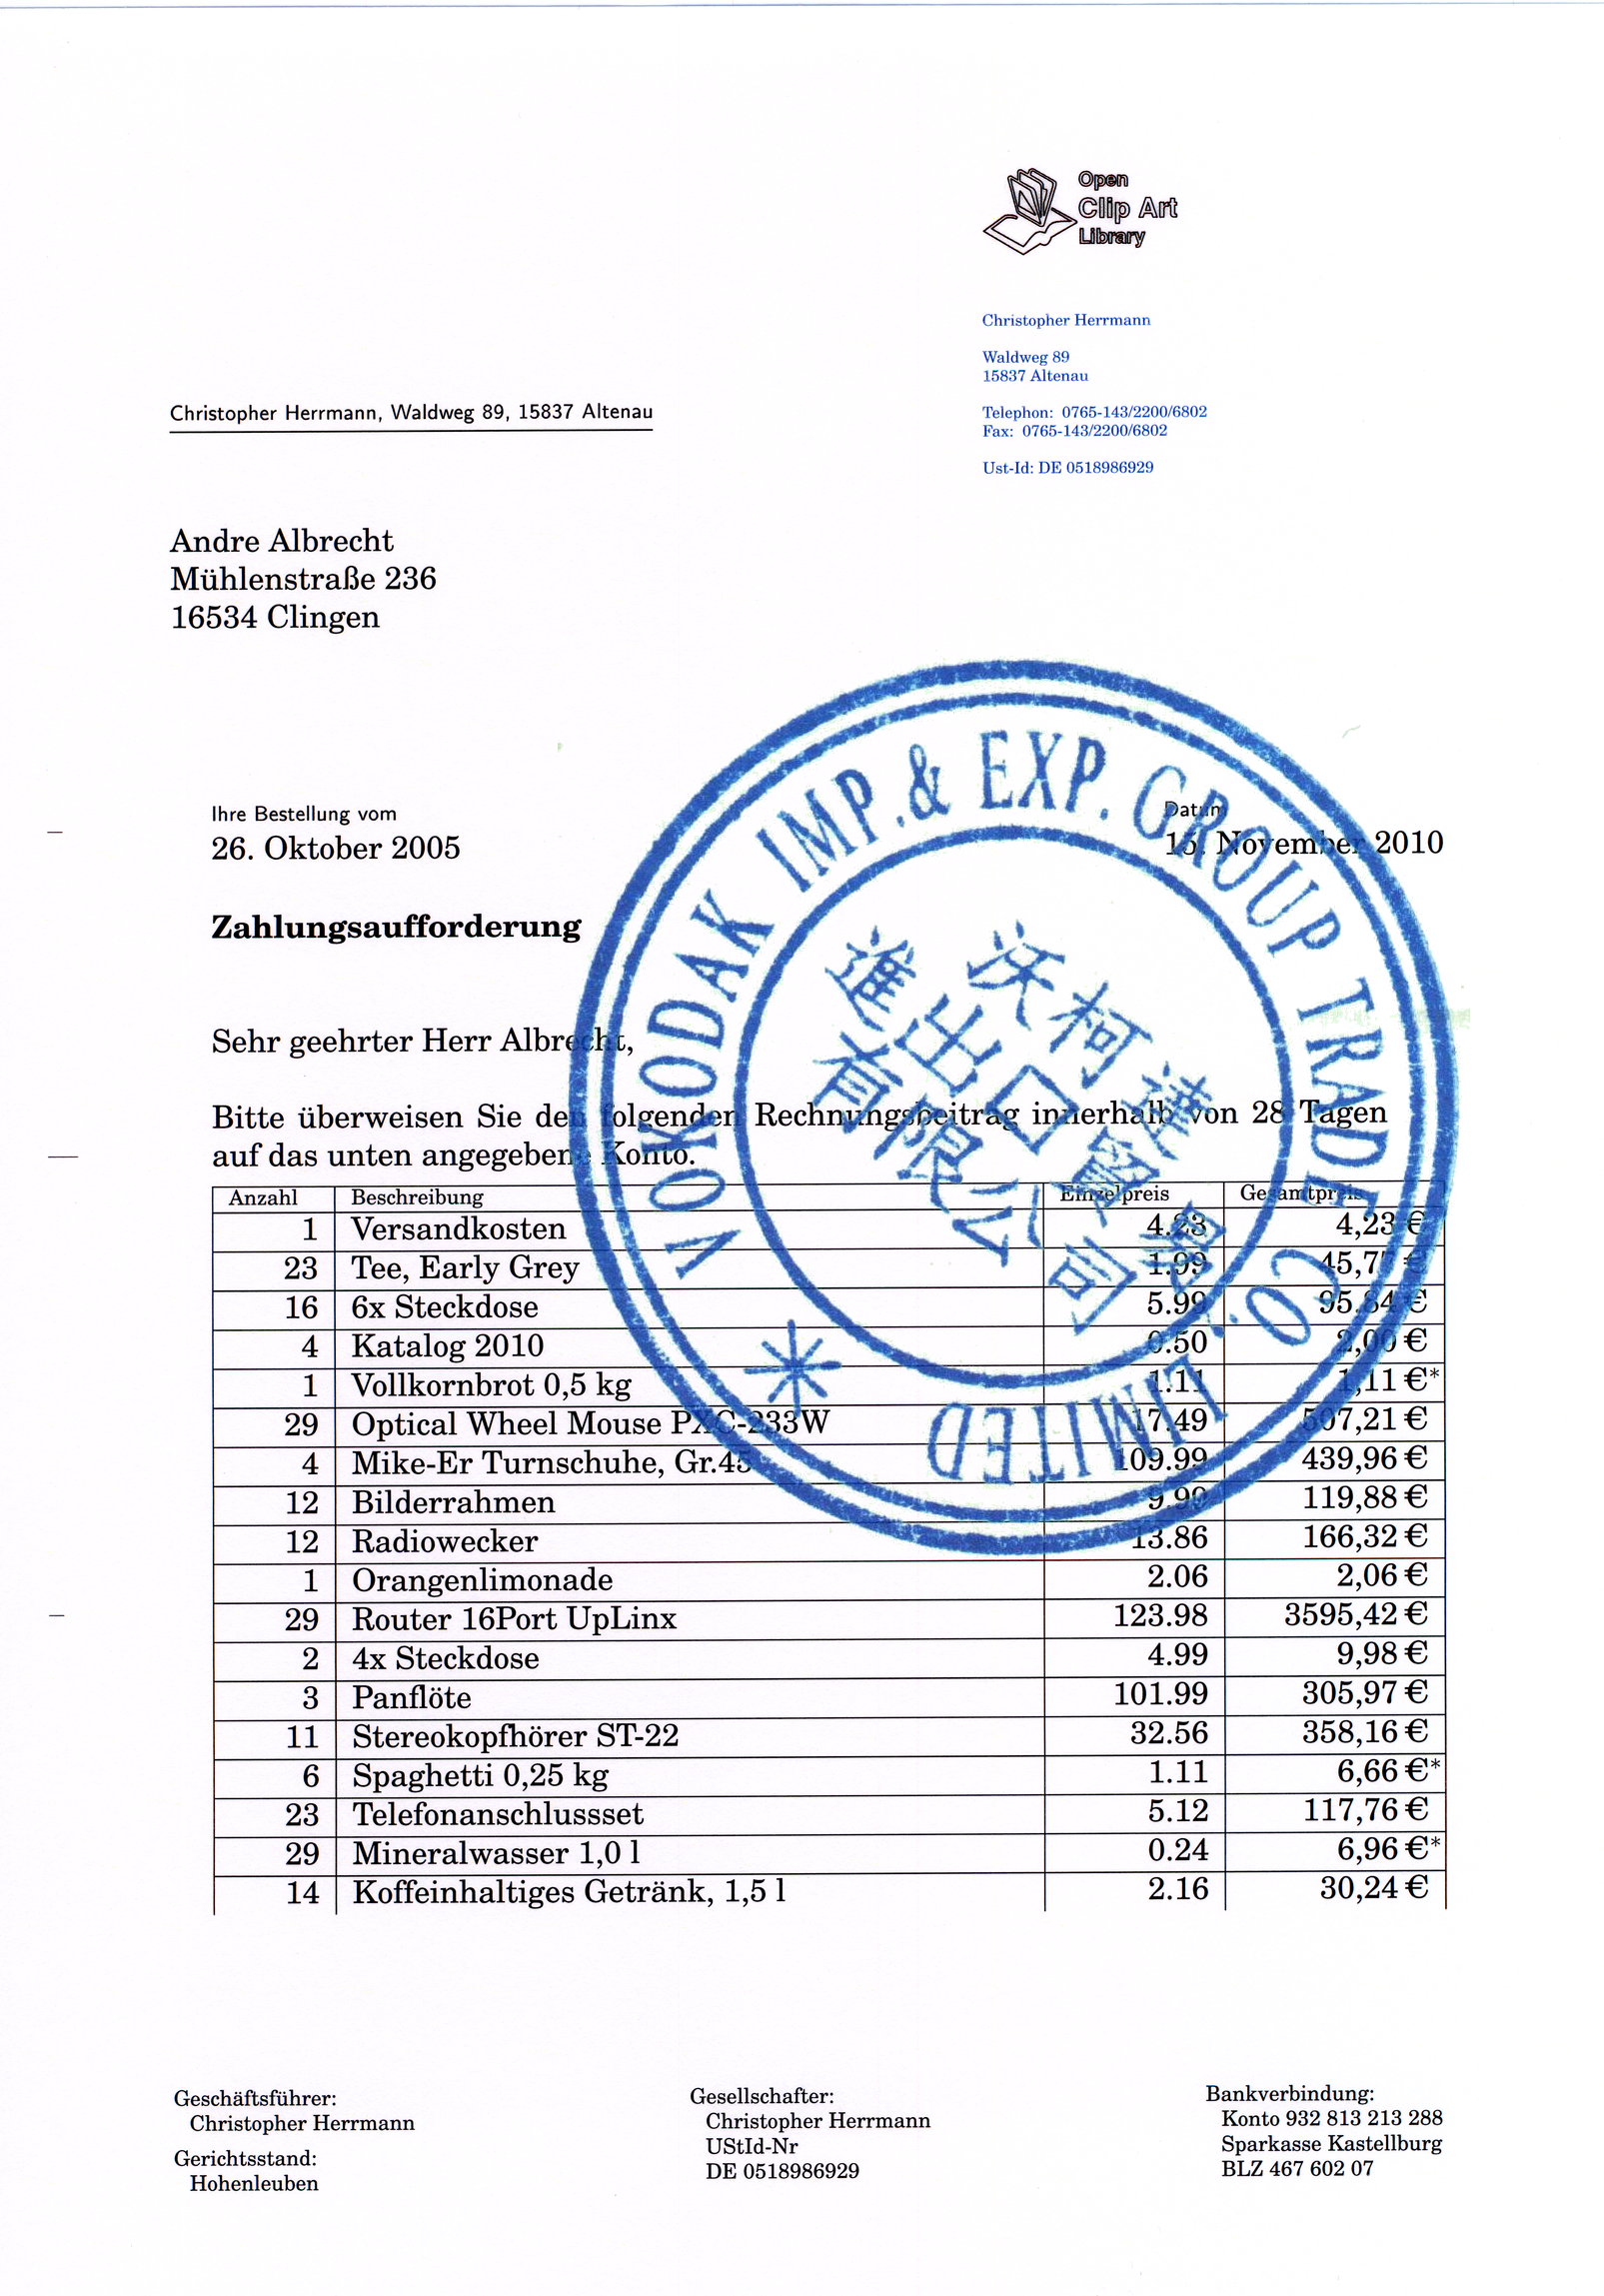 Open
Clip Art
Library
Christopher Herrmann
Waldweg 89
15837 Altenau
Telephon: 0765-143/2200/6802
Fax: 0765-143/2200/6802
Ust-Id: DE 0518986929
Christopher Herrmann, Waldweg 89, 15837 Altenau
Andre Albrecht
Mühlenstraße 236
16534 Clingen
Ihre Bestellung vom
26. Oktober 2005
Datum
15. November 2010
Zahlungsaufforderung
Sehr geehrter Herr Albrecht,
Bitte überweisen Sie den folgenden Rechnungsbeitrag innerhalb von 28 Tagen
auf das unten angegebene Konto.
Anzahl Beschreibung Einzelpreis Gesamtpreis
1 Versandkosten 4.23 4,23 €
23 Tee, Early Grey 1.99 45,77 €
16 6x Steckdose 5.99 95,84 €
4 Katalog 2010 0.50 2,00 €
1 Vollkornbrot 0,5 kg 1.11 1,11 €*
29 Optical Wheel Mouse PXC-233W 17.49 507,21 €
4 Mike-Er Turnschuhe, Gr.45 109.99 439,96 €
12 Bilderrahmen 9.99 119,88 €
12 Radiowecker 13.86 166,32 €
1 Orangenlimonade 2.06 2,06 €
29 Router 16Port UpLinx 123.98 3595,42 €
2 4x Steckdose 4.99 9,98 €
3 Panflöte 101.99 305,97 €
11 Stereokopfhörer ST-22 32.56 358,16 €
6 Spaghetti 0,25 kg 1.11 6,66 €*
23 Telefonanschlussset 5.12 117,76 €
29 Mineralwasser 1,0 l 0.24 6,96 €*
14 Koffeinhaltiges Getränk, 1,5 l 2.16 30,24 €
VOKODAK IMP.& EXP. GROUP TRADE CO., LIMITED
沃柯
進出口
有限公司
Geschäftsführer:
Christopher Herrmann
Gerichtsstand:
Hohenleuben
Gesellschafter:
Christopher Herrmann
UStId-Nr
DE 0518986929
Bankverbindung:
Konto 932 813 213 288
Sparkasse Kastellburg
BLZ 467 602 07